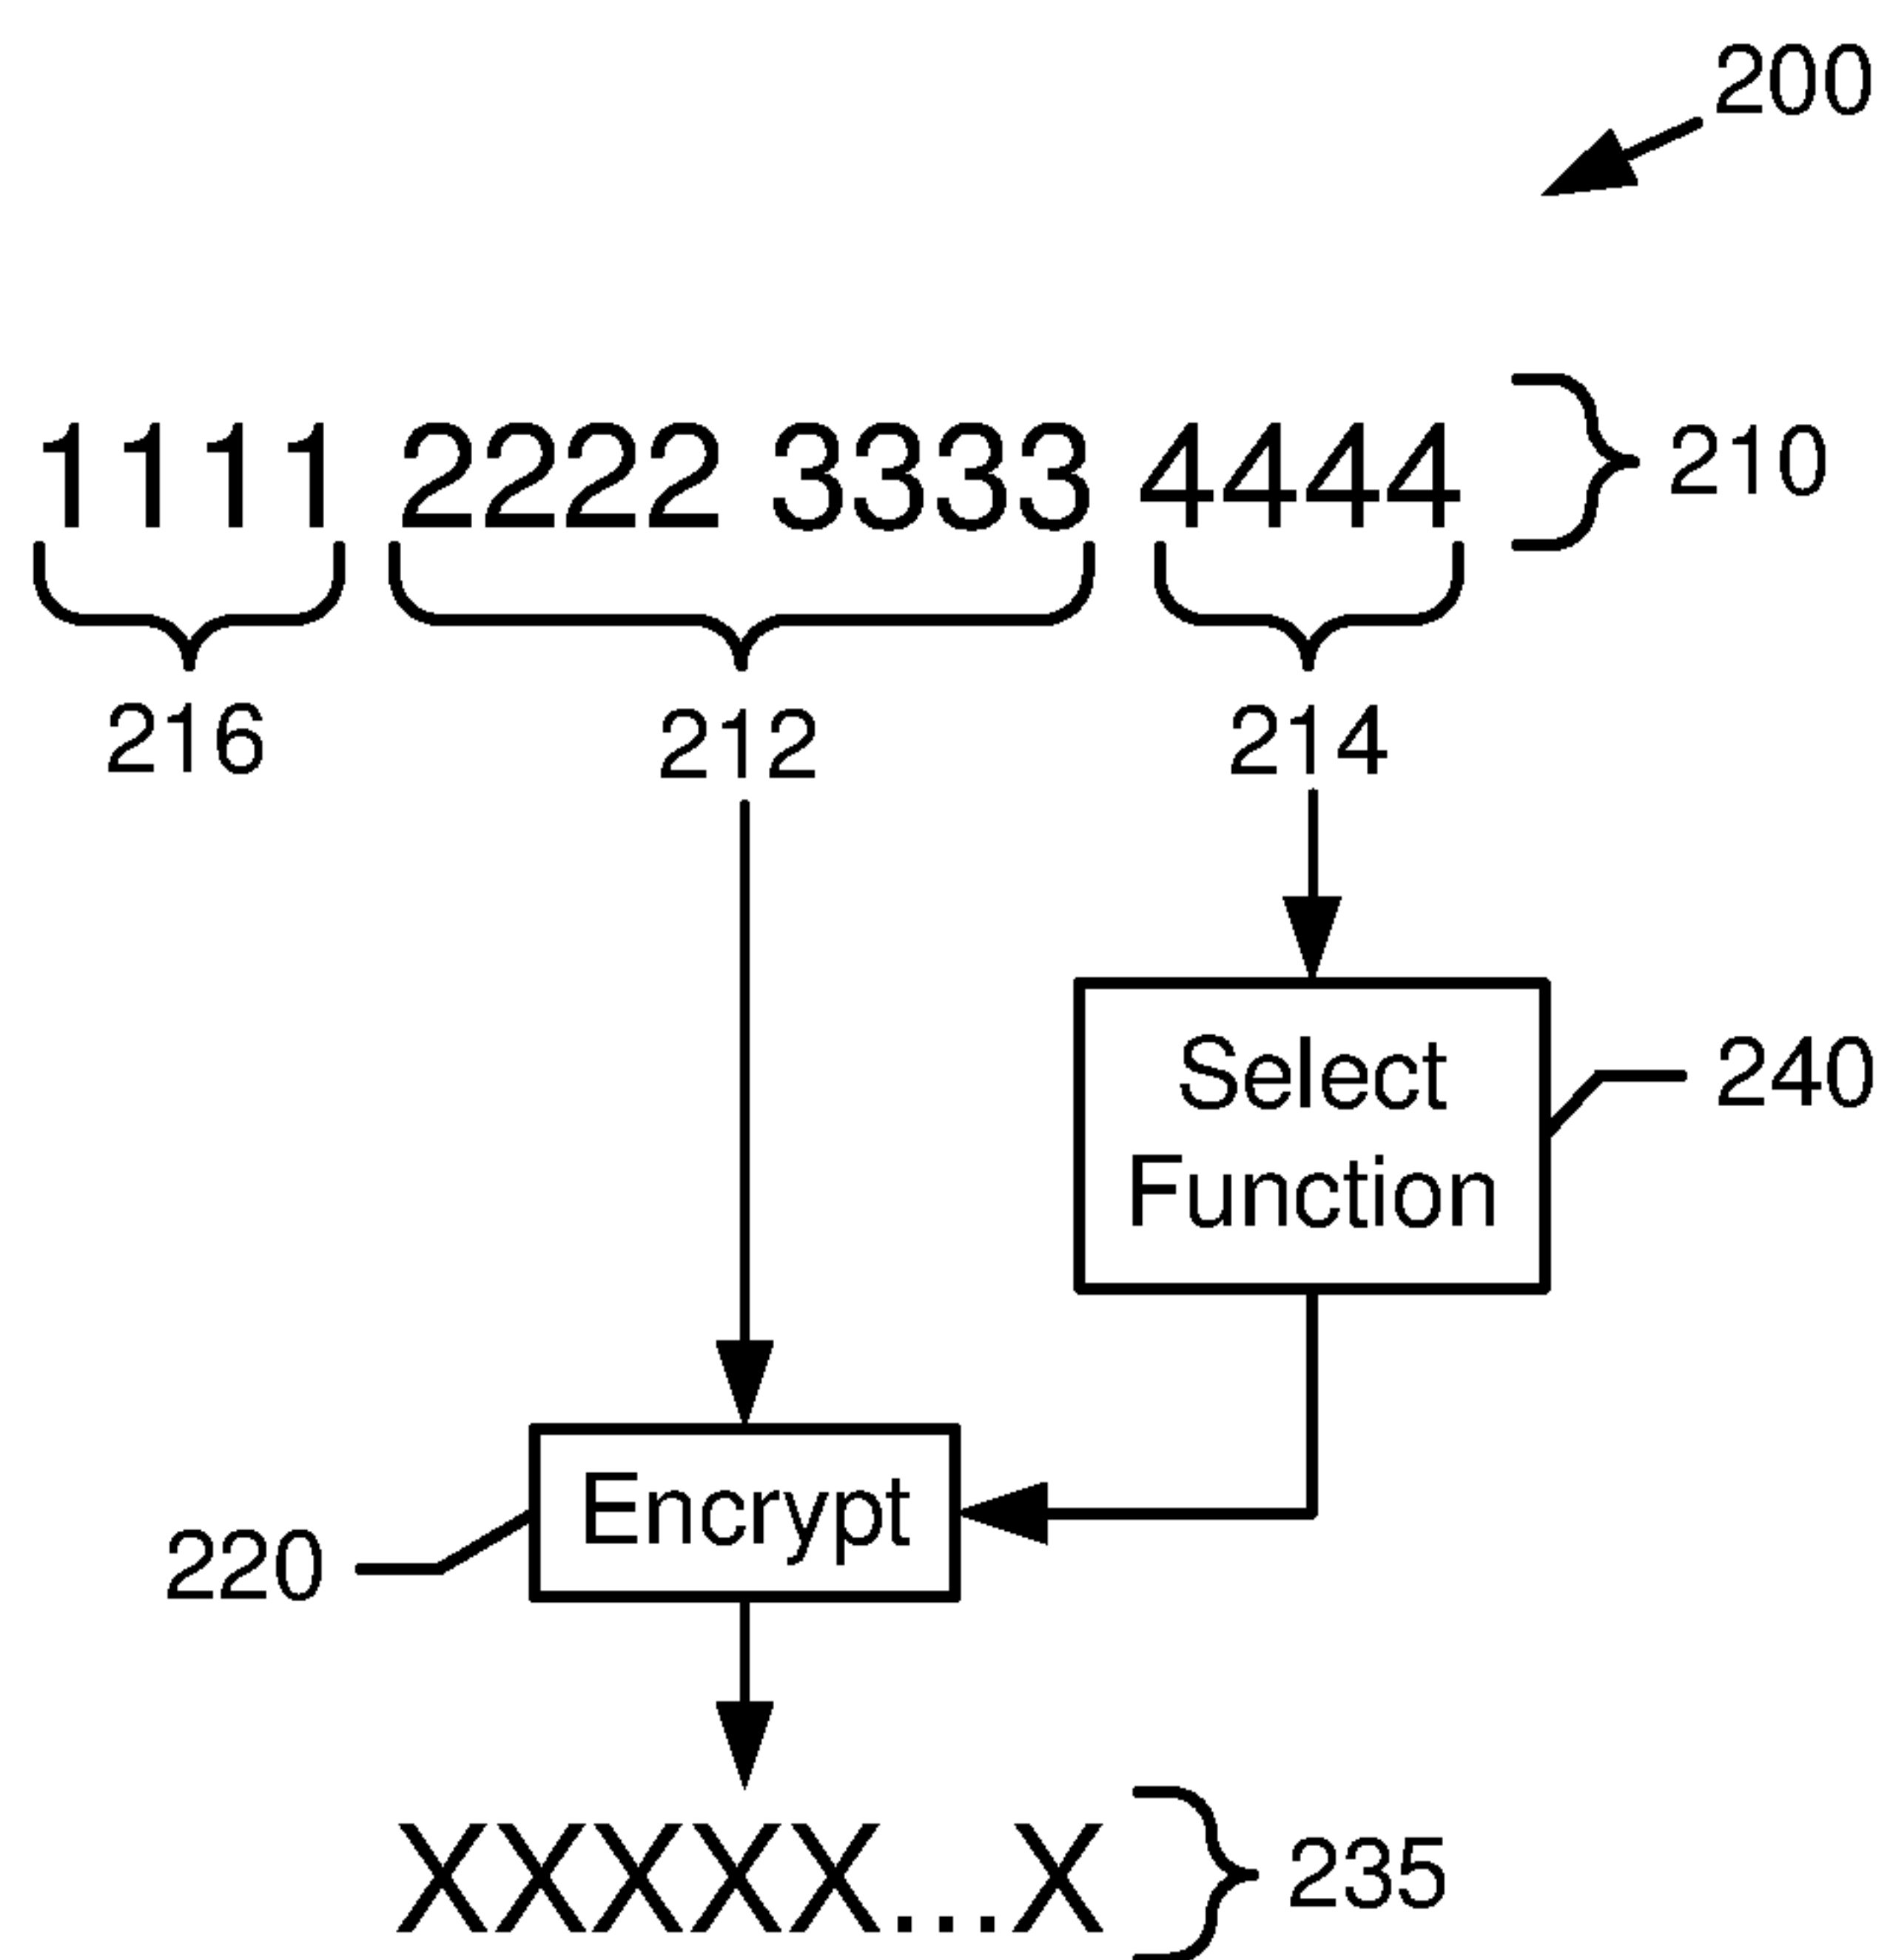 200
1111 2222 3333 4444 210
216 212 214
Select
Function
240
Encrypt
220
XXXXX...X 235